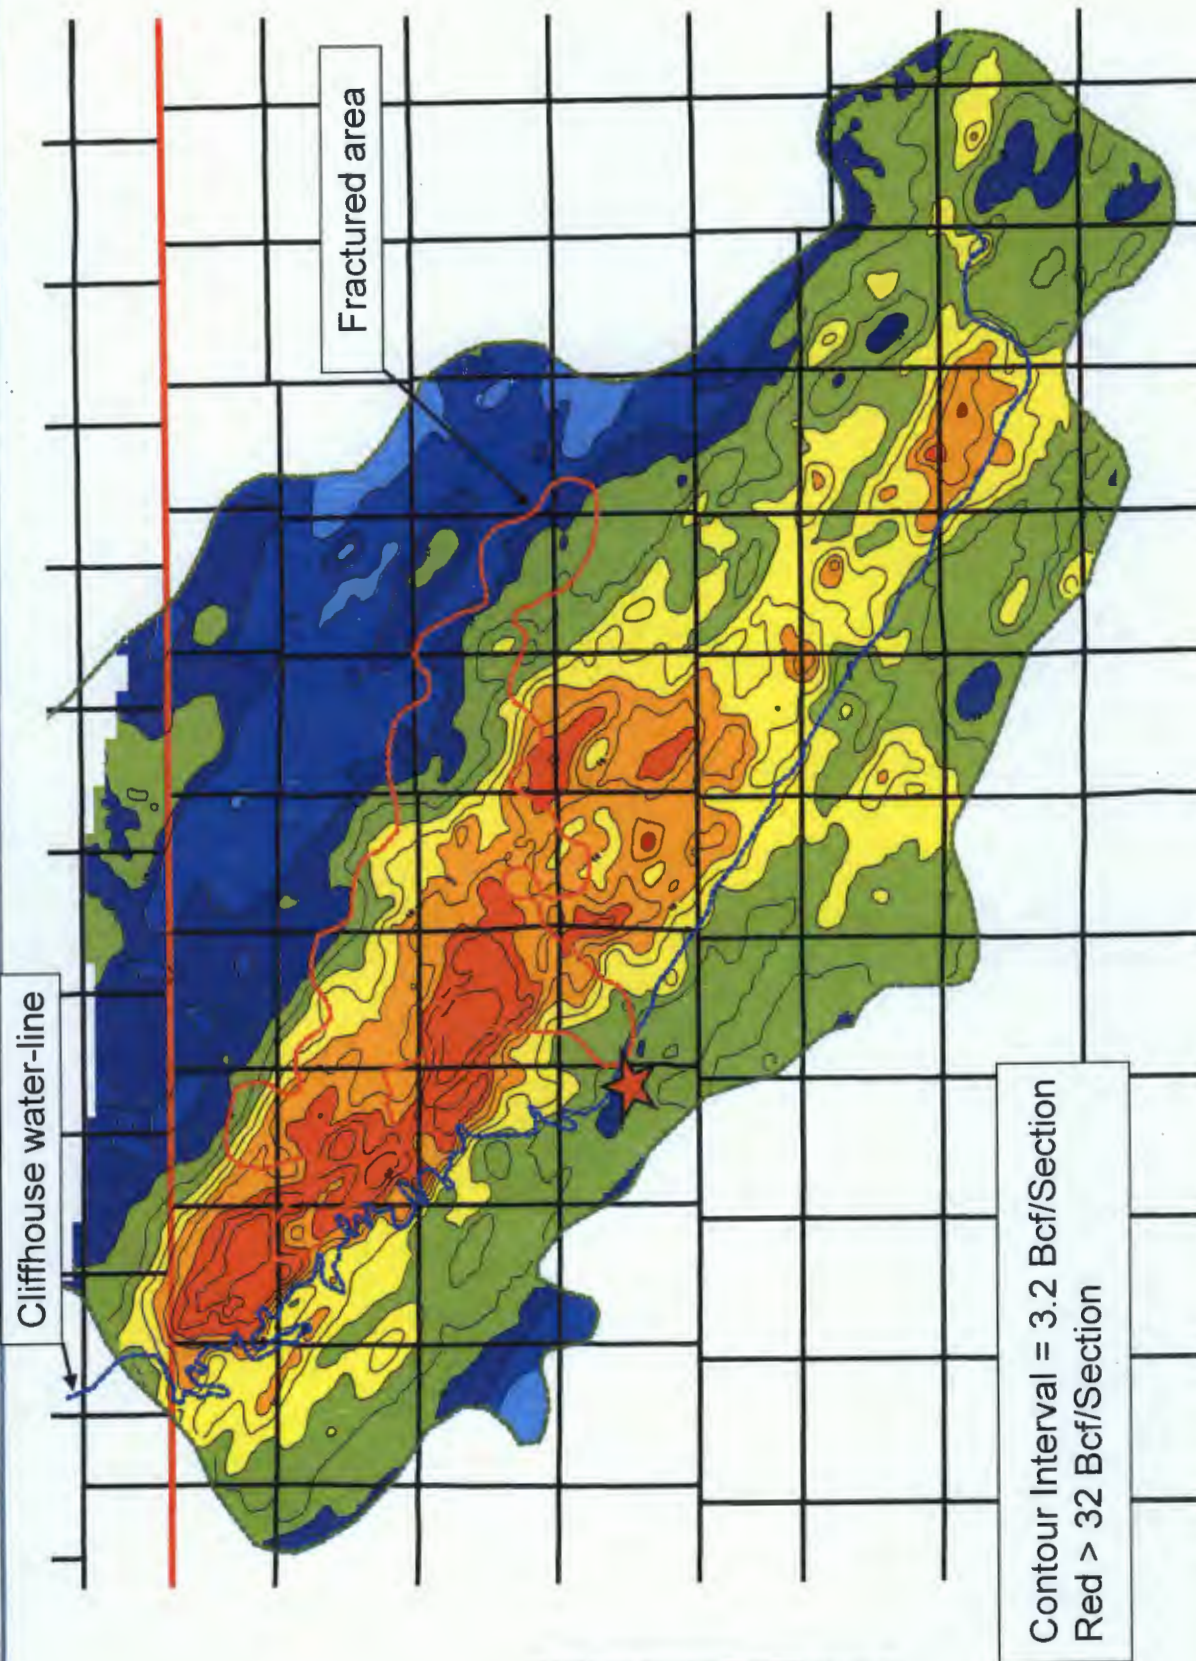 Cliffhouse water-line
Fractured area
Contour Interval = 3.2 Bcf/Section
Red > 32 Bcf/Section